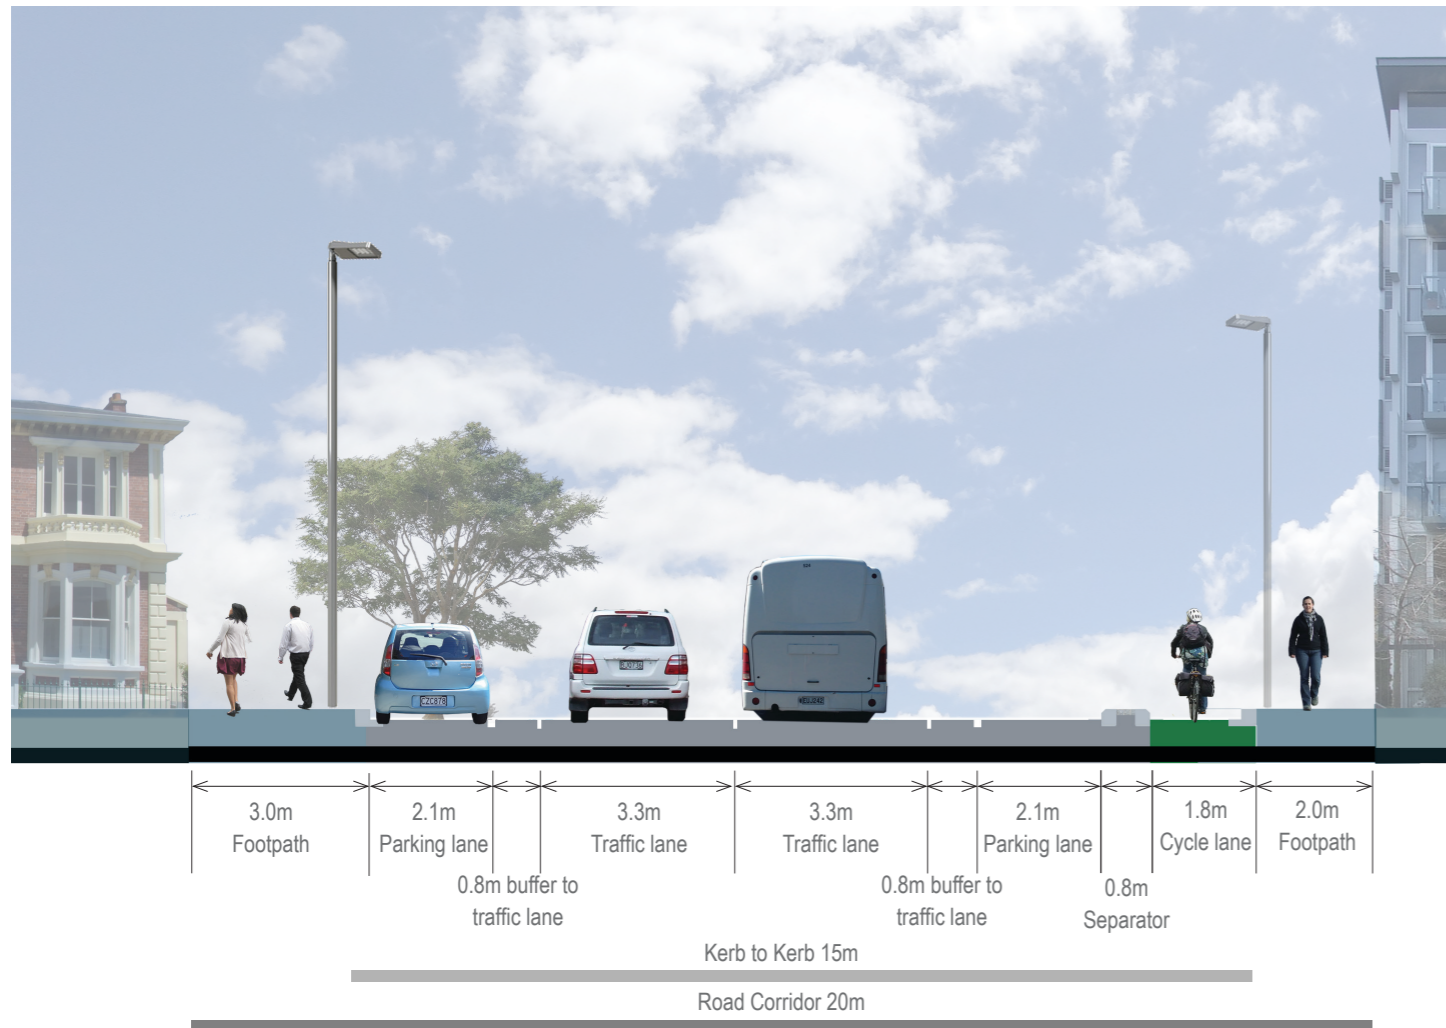 CZC878
3.0m
Footpath
2.1m
Parking lane
0.8m buffer to
traffic lane
3.3m
Traffic lane
3.3m
Traffic lane
0.8m buffer to
traffic lane
2.1m
Parking lane
0.8m
Separator
1.8m
Cycle lane
2.0m
Footpath
Kerb to Kerb 15m
Road Corridor 20m